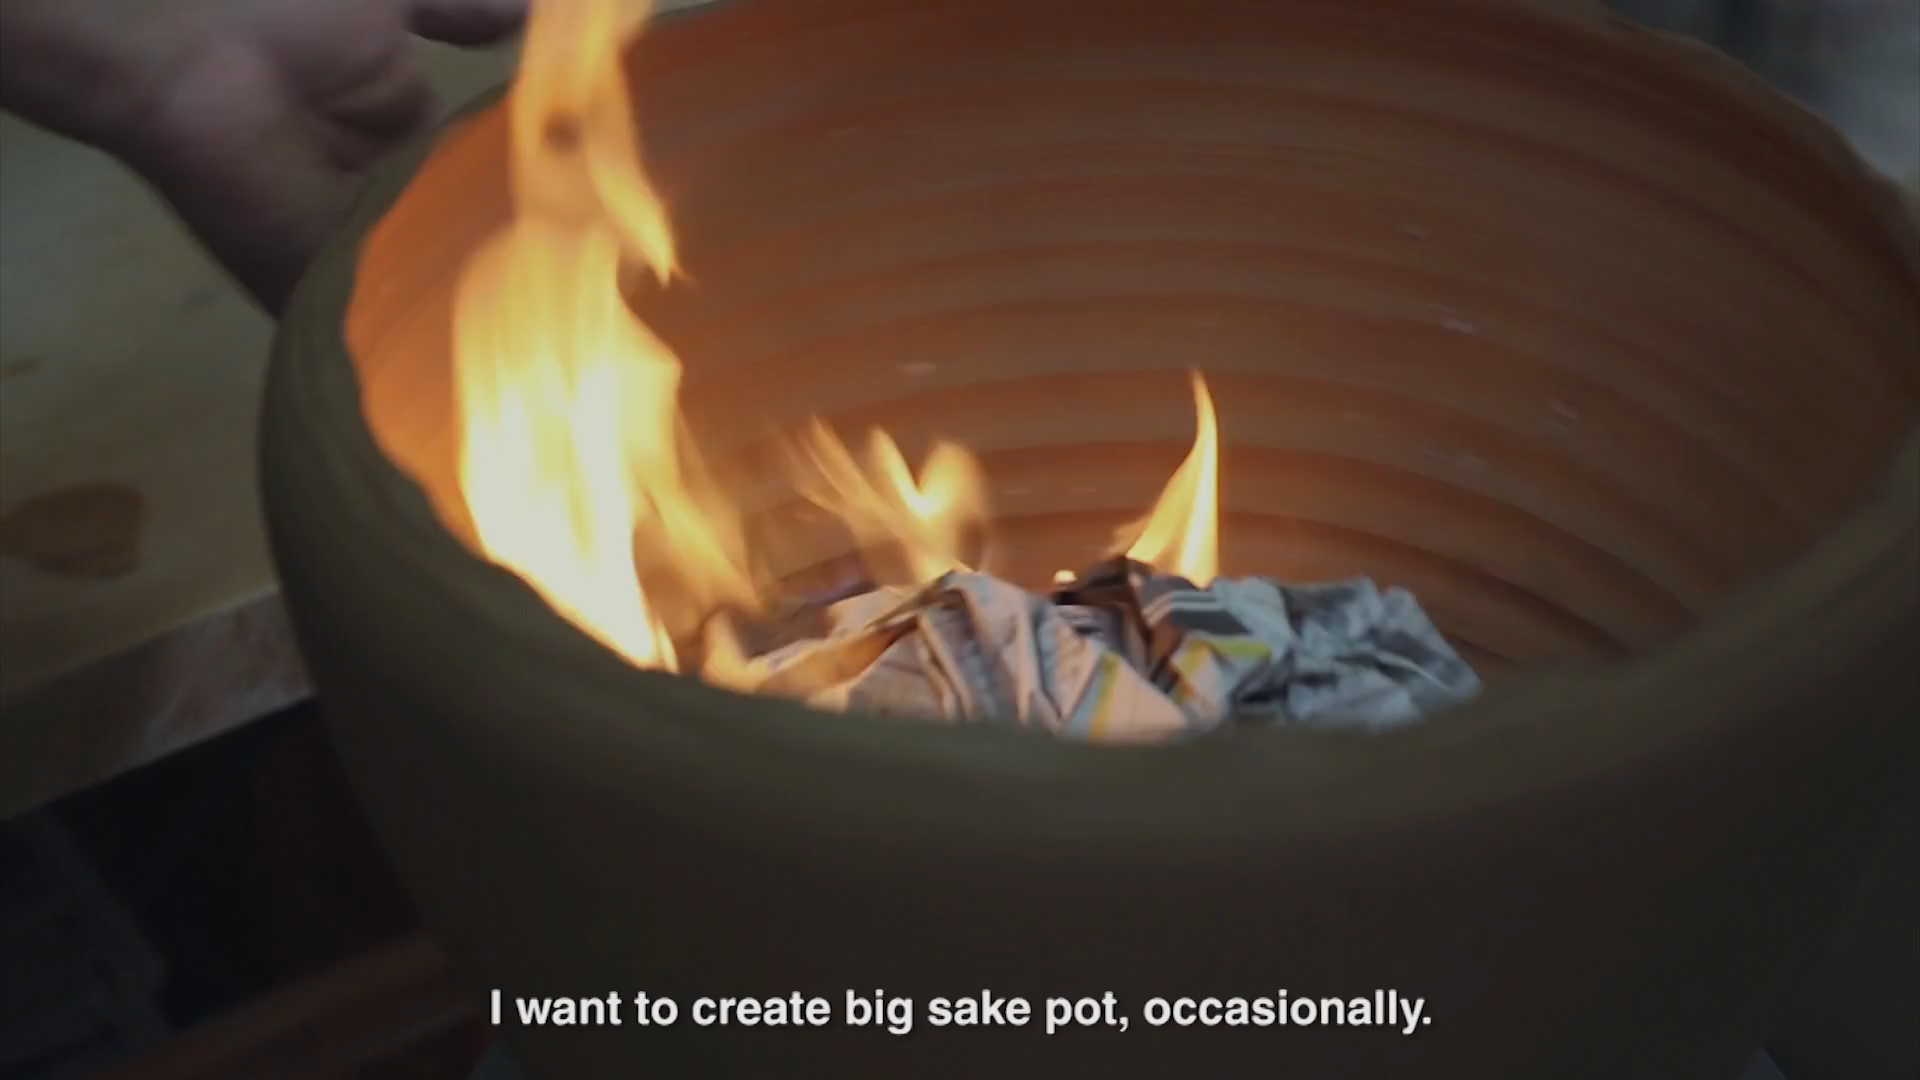 I want to create big sake pot, occasionally.